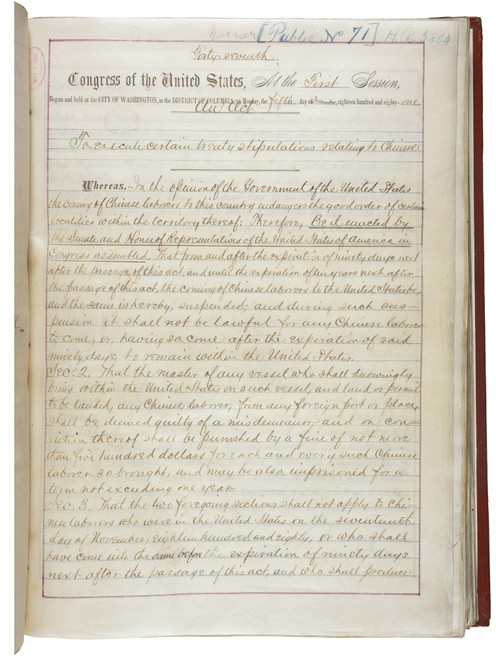 [Public No 71] H.R. 5804
Forty-seventh
Congress of the United States, At the First Session,
Begun and held at the CITY OF WASHINGTON, in the DISTRICT OF COLUMBIA, on Monday, the fifth day of December, eighteen hundred and eighty-one
An Act
To execute certain treaty stipulations relating to Chinese
Whereas, In the opinion of the Government of the United States
the coming of Chinese laborers to this country endangers the good order of certain
localities within the territory thereof; Therefore, Be it enacted by
the Senate and House of Representatives of the United States of America in
Congress assembled, That from and after the expiration of ninety days next
after the passage of this act, and until the expiration of ten years next after
the passage of this act, the coming of Chinese laborers to the United States be,
and the same is hereby, suspended; and during such sus-
pension it shall not be lawful for any Chinese laborer
to come, or, having so come after the expiration of said
ninety days, to remain within the United States.
Sec. 2. That the master of any vessel who shall knowingly
bring within the United States on such vessel, and land or permit
to be landed, any Chinese laborer, from any foreign port or place,
shall be deemed guilty of a misdemeanor, and on con-
viction thereof shall be punished by a fine of not more
than five hundred dollars for each and every such Chinese
laborer so brought, and may be also imprisoned for a
term not exceeding one year.
Sec. 3. That the two foregoing sections shall not apply to Chi-
nese laborers who were in the United States on the seventeenth
day of November, eighteen hundred and eighty, or who shall
have come into the same before the expiration of ninety days
next after the passage of this act, and who shall produce